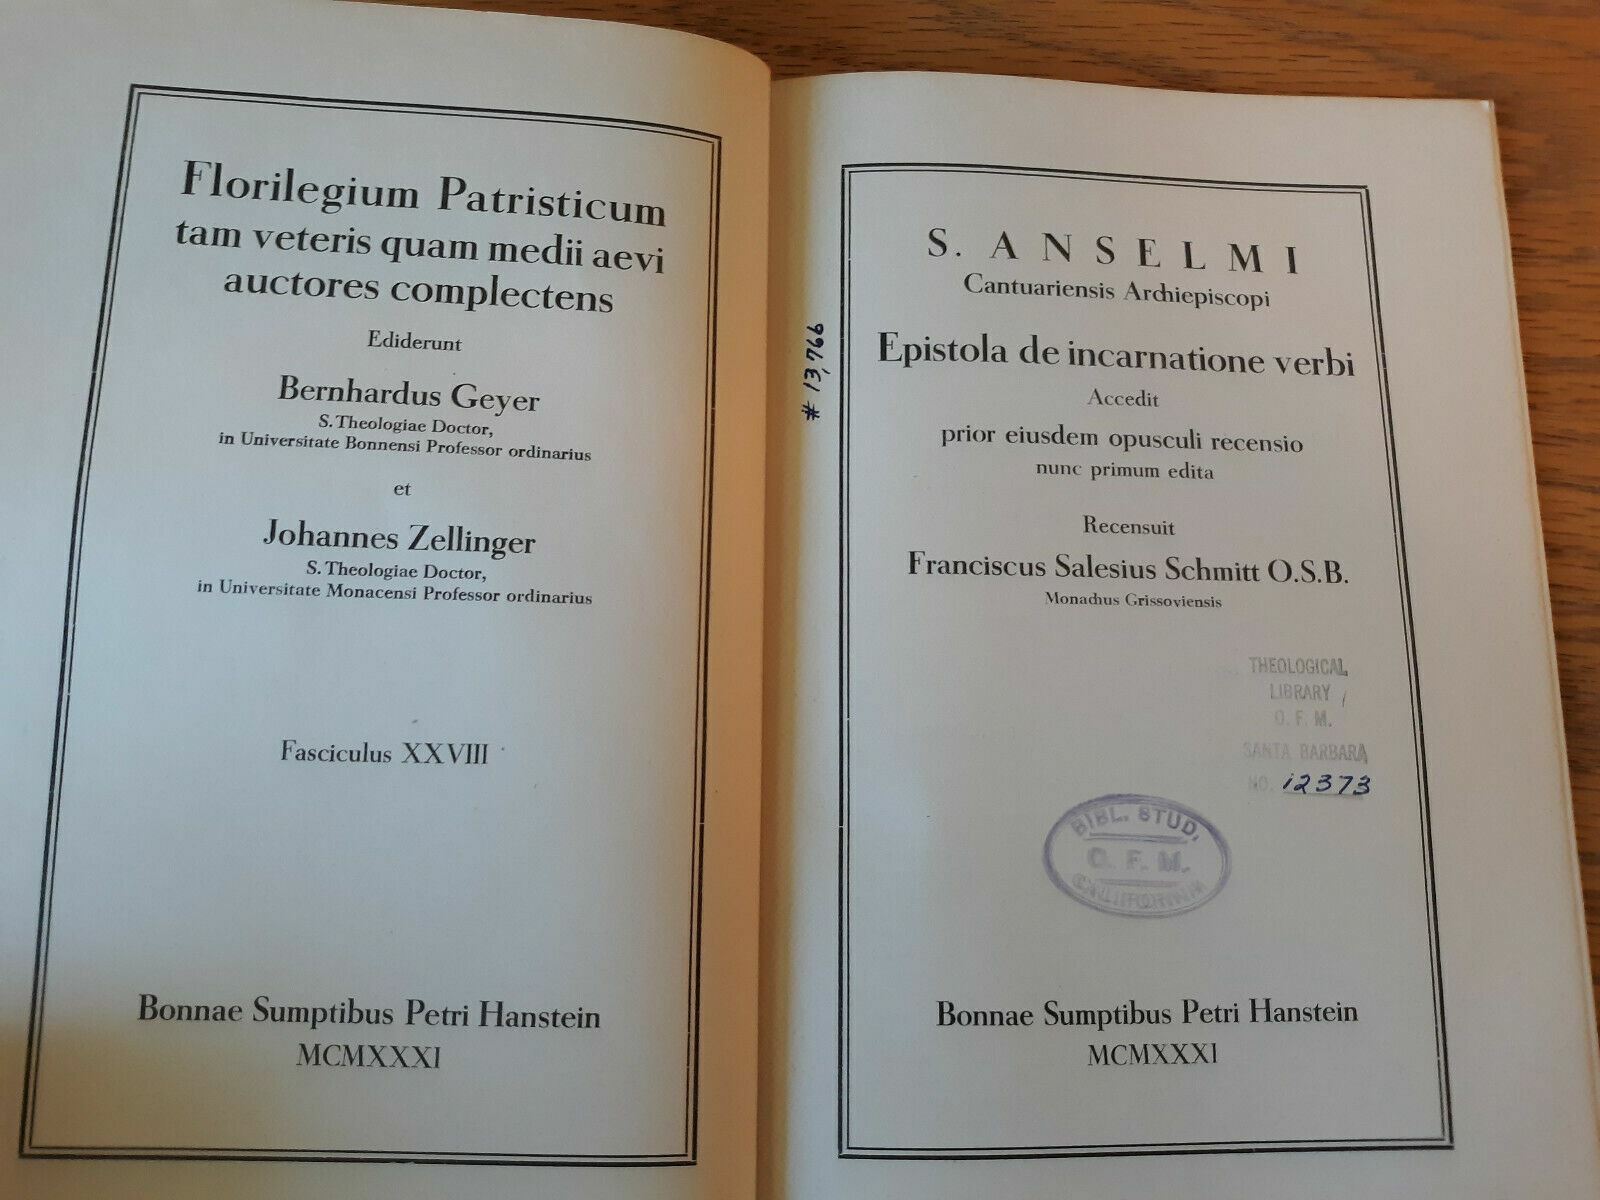 Florilegium Patristicum
tam veteris quam medii aevi
auctores complectens
Ediderunt
Bernhardus Geyer
S. Theologiae Doctor,
in Universitate Bonnensi Professor ordinarius
et
Johannes Zellinger
S. Theologiae Doctor,
in Universitate Monacensi Professor ordinarius
Fasciculus XXVIII
Bonnae Sumptibus Petri Hanstein
MCMXXXI
# 13,766
S. ANSELMI
Cantuariensis Archiepiscopi
Epistola de incarnatione verbi
Accedit
prior eiusdem opusculi recensio
nunc primum edita
Recensuit
Franciscus Salesius Schmitt O.S.B.
Monachus Grissoviensis
THEOLOGICAL
LIBRARY
O. F. M.
SANTA BARBARA
NO. 12373
BIBL. STUD.
O. F. M.
CALIFORNIA
Bonnae Sumptibus Petri Hanstein
MCMXXXI